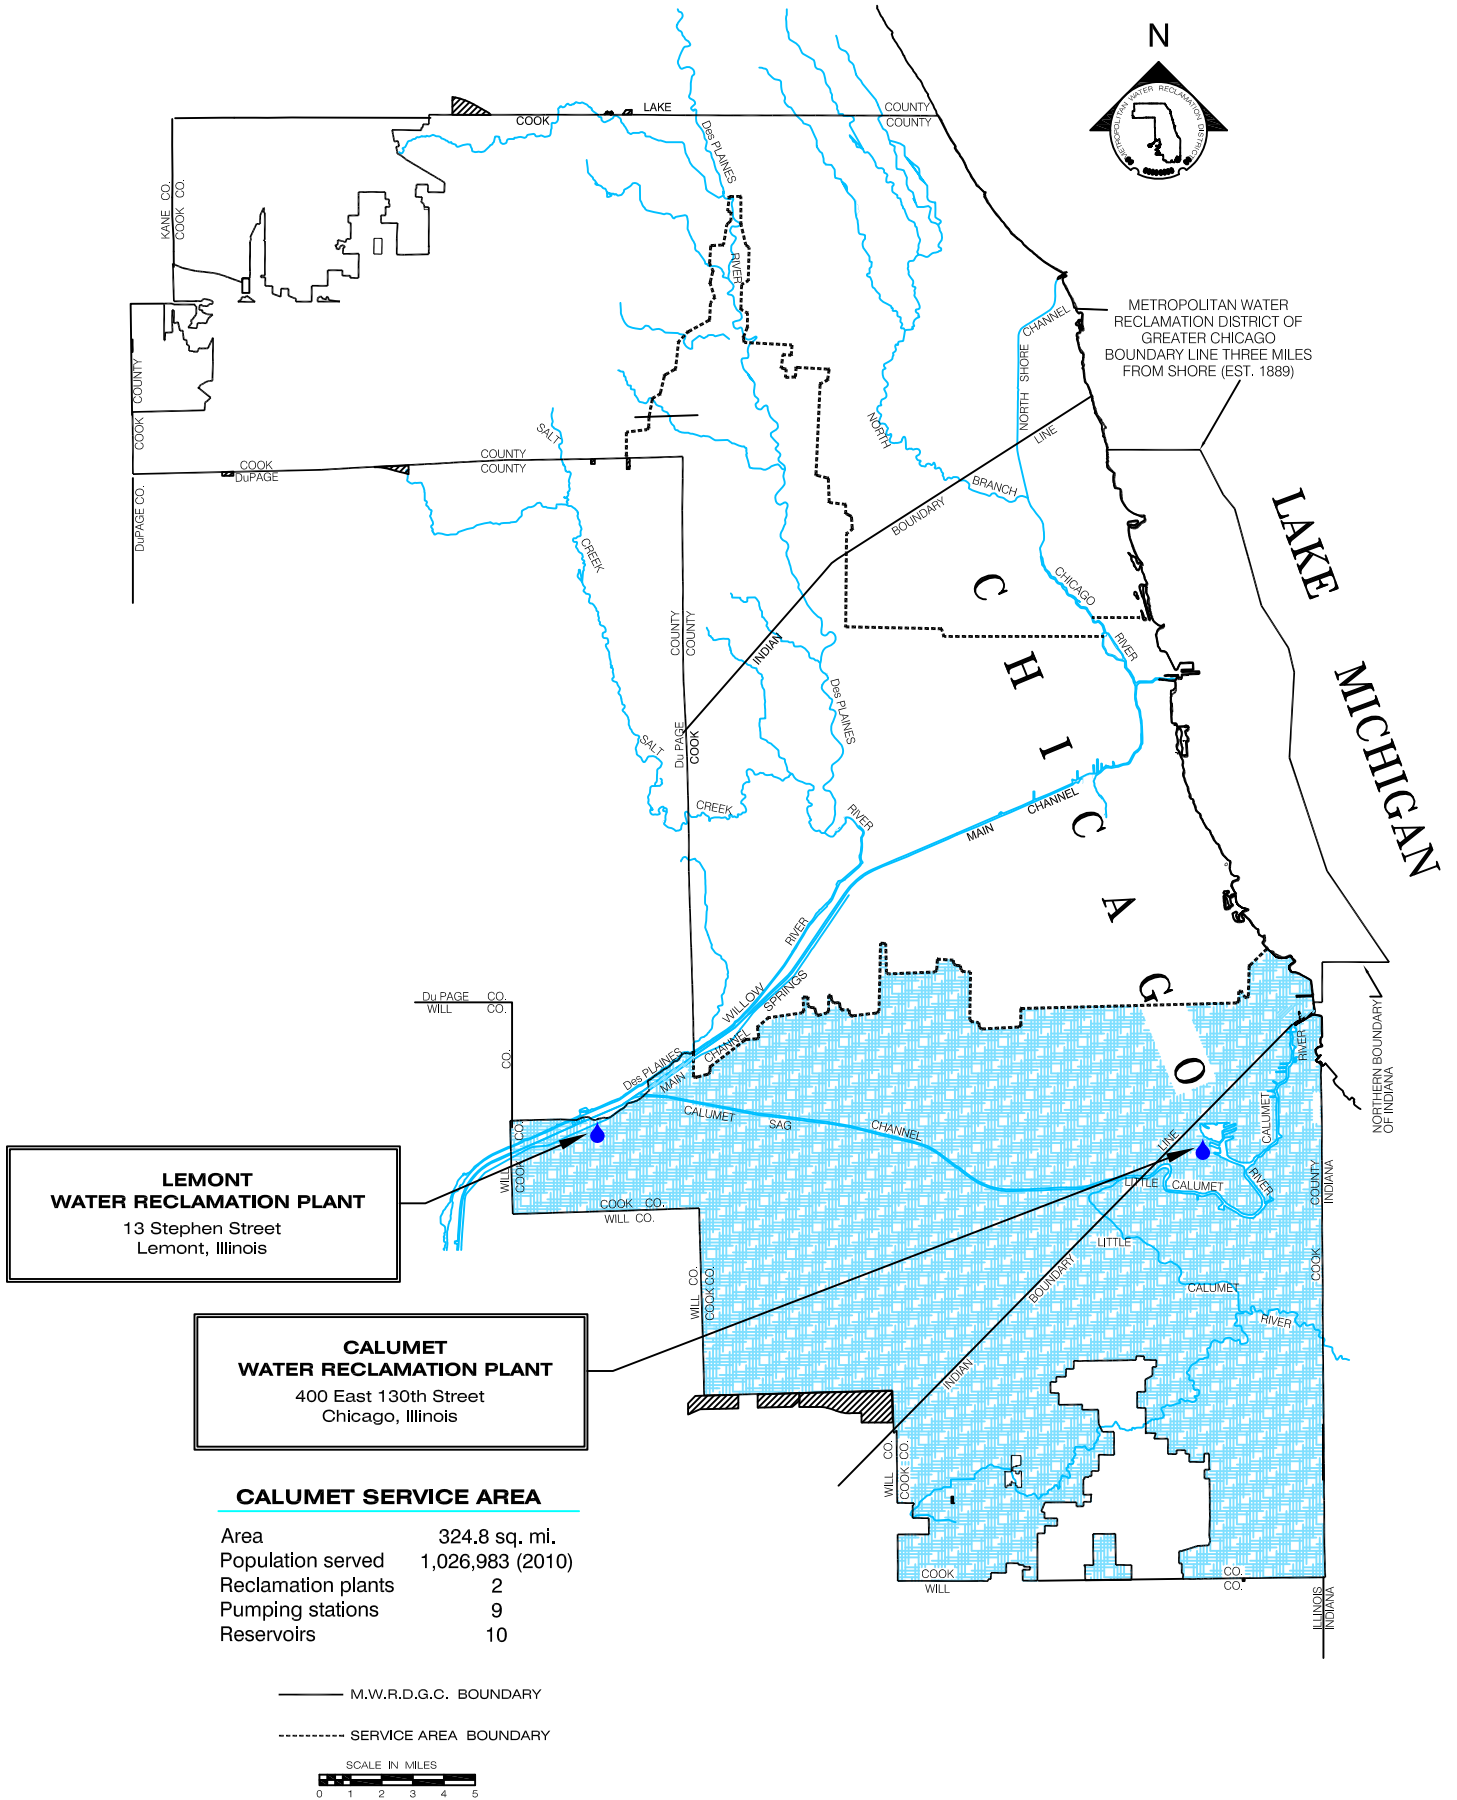 N
METROPOLITAN WATER RECLAMATION DISTRICT
LAKE
COUNTY
COOK
COUNTY
Des PLAINES
RIVER
KANE CO.
COOK CO.
METROPOLITAN WATER
RECLAMATION DISTRICT OF
GREATER CHICAGO
BOUNDARY LINE THREE MILES
FROM SHORE (EST. 1889)
CHANNEL
NORTH SHORE
COOK COUNTY
SALT
NORTH
LINE
COOK
DuPAGE
COUNTY
COUNTY
DuPAGE CO.
BRANCH
BOUNDARY
CREEK
CHICAGO
RIVER
LAKE
MICHIGAN
CHICAGO
COUNTY
COUNTY
INDIAN
Des PLAINES
Du PAGE
COOK
SALT
CREEK
RIVER
MAIN
CHANNEL
RIVER
WILLOW
SPRINGS
Du PAGE CO.
WILL CO.
CO.
Des PLAINES
MAIN
CHANNEL
RIVER
NORTHERN BOUNDARY
OF INDIANA
CALUMET
SAG
CHANNEL
LINE
CALUMET
WILL CO.
COOK CO.
LITTLE
CALUMET
RIVER
COUNTY
INDIANA
LEMONT
WATER RECLAMATION PLANT
13 Stephen Street
Lemont, Illinois
COOK CO.
WILL CO.
LITTLE
BOUNDARY
CALUMET
COOK
RIVER
WILL CO.
COOK CO.
CALUMET
WATER RECLAMATION PLANT
400 East 130th Street
Chicago, Illinois
INDIAN
WILL CO.
COOK CO.
CALUMET SERVICE AREA
Area 324.8 sq. mi.
Population served 1,026,983 (2010)
Reclamation plants 2
Pumping stations 9
Reservoirs 10
COOK
WILL
CO.
CO.
ILLINOIS
INDIANA
M.W.R.D.G.C. BOUNDARY
SERVICE AREA BOUNDARY
SCALE IN MILES
0 1 2 3 4 5